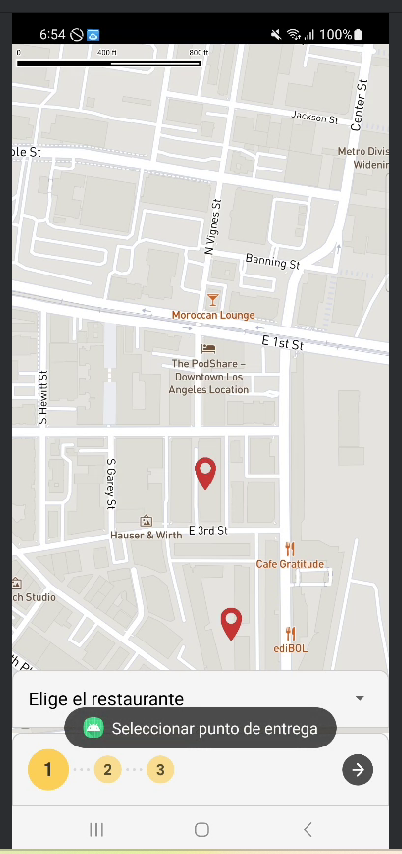 6:54 100%
0 400 ft 800 ft
Jackson St
Center St
ple St
Metro Divis
Widenin
N Vignes St
Banning St
Moroccan Lounge
E 1st St
The PodShare –
Downtown Los
Angeles Location
S Hewitt St
S Garey St
Hauser & Wirth
E 3rd St
Cafe Gratitude
ch Studio
ediBOL
th Pl
Elige el restaurante
Seleccionar punto de entrega
1 2 3